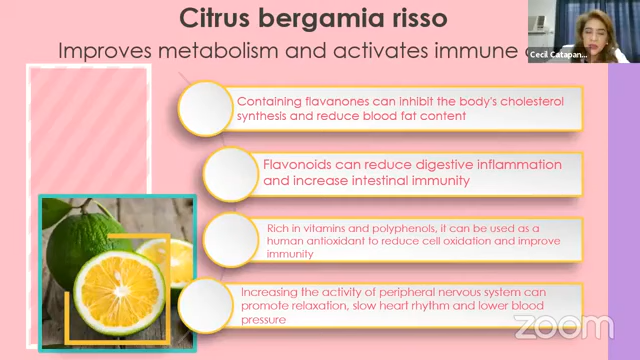 Citrus bergamia risso
Improves metabolism and activates immune
Cecil Catapan...
Containing flavanones can inhibit the body's cholesterol
synthesis and reduce blood fat content
Flavonoids can reduce digestive inflammation
and increase intestinal immunity
Rich in vitamins and polyphenols, it can be used as a
human antioxidant to reduce cell oxidation and improve
immunity
Increasing the activity of peripheral nervous system can
promote relaxation, slow heart rhythm and lower blood
pressure
zoom